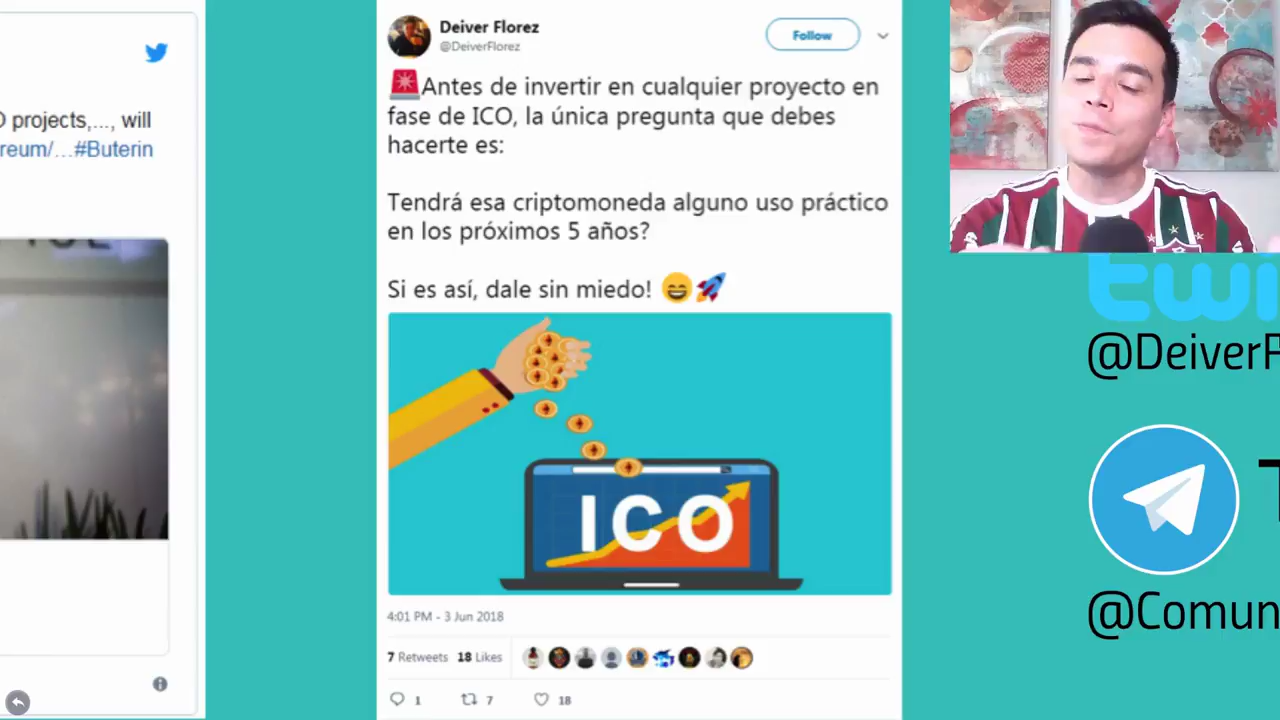 O projects,..., will
reum/…#Buterin
Deiver Florez
@DeiverFlorez
Follow
Antes de invertir en cualquier proyecto en
fase de ICO, la única pregunta que debes
hacerte es:
Tendrá esa criptomoneda alguno uso práctico
en los próximos 5 años?
Si es así, dale sin miedo!
ICO
4:01 PM - 3 Jun 2018
7 Retweets 18 Likes
1 7 18
twi
@DeiverF
T
@Comun